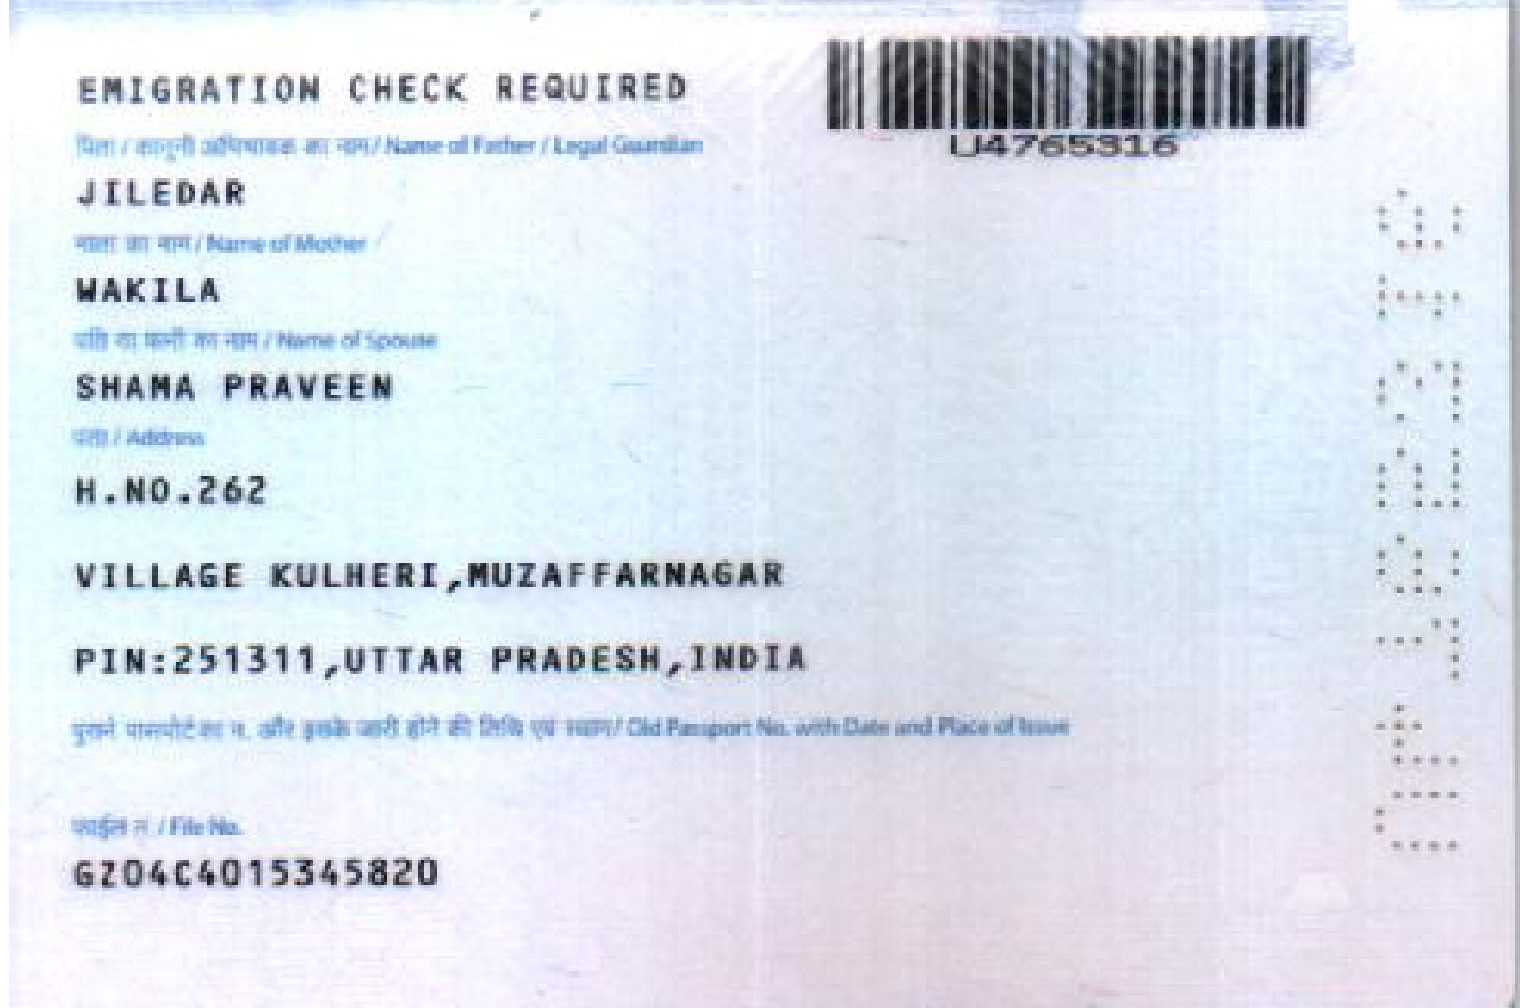 EMIGRATION CHECK REQUIRED
U4765316
पिता / कानूनी अभिभावक का नाम / Name of Father / Legal Guardian
JILEDAR
माता का नाम / Name of Mother
WAKILA
पति या पत्नी का नाम / Name of Spouse
SHAMA PRAVEEN
पता / Address
H.NO.262
VILLAGE KULHERI,MUZAFFARNAGAR
PIN:251311,UTTAR PRADESH,INDIA
पुराने पासपोर्ट का न. और इसके जारी होने की तिथि एवं स्थान / Old Passport No. with Date and Place of Issue
फाईल न. / File No.
GZ04C4015345820